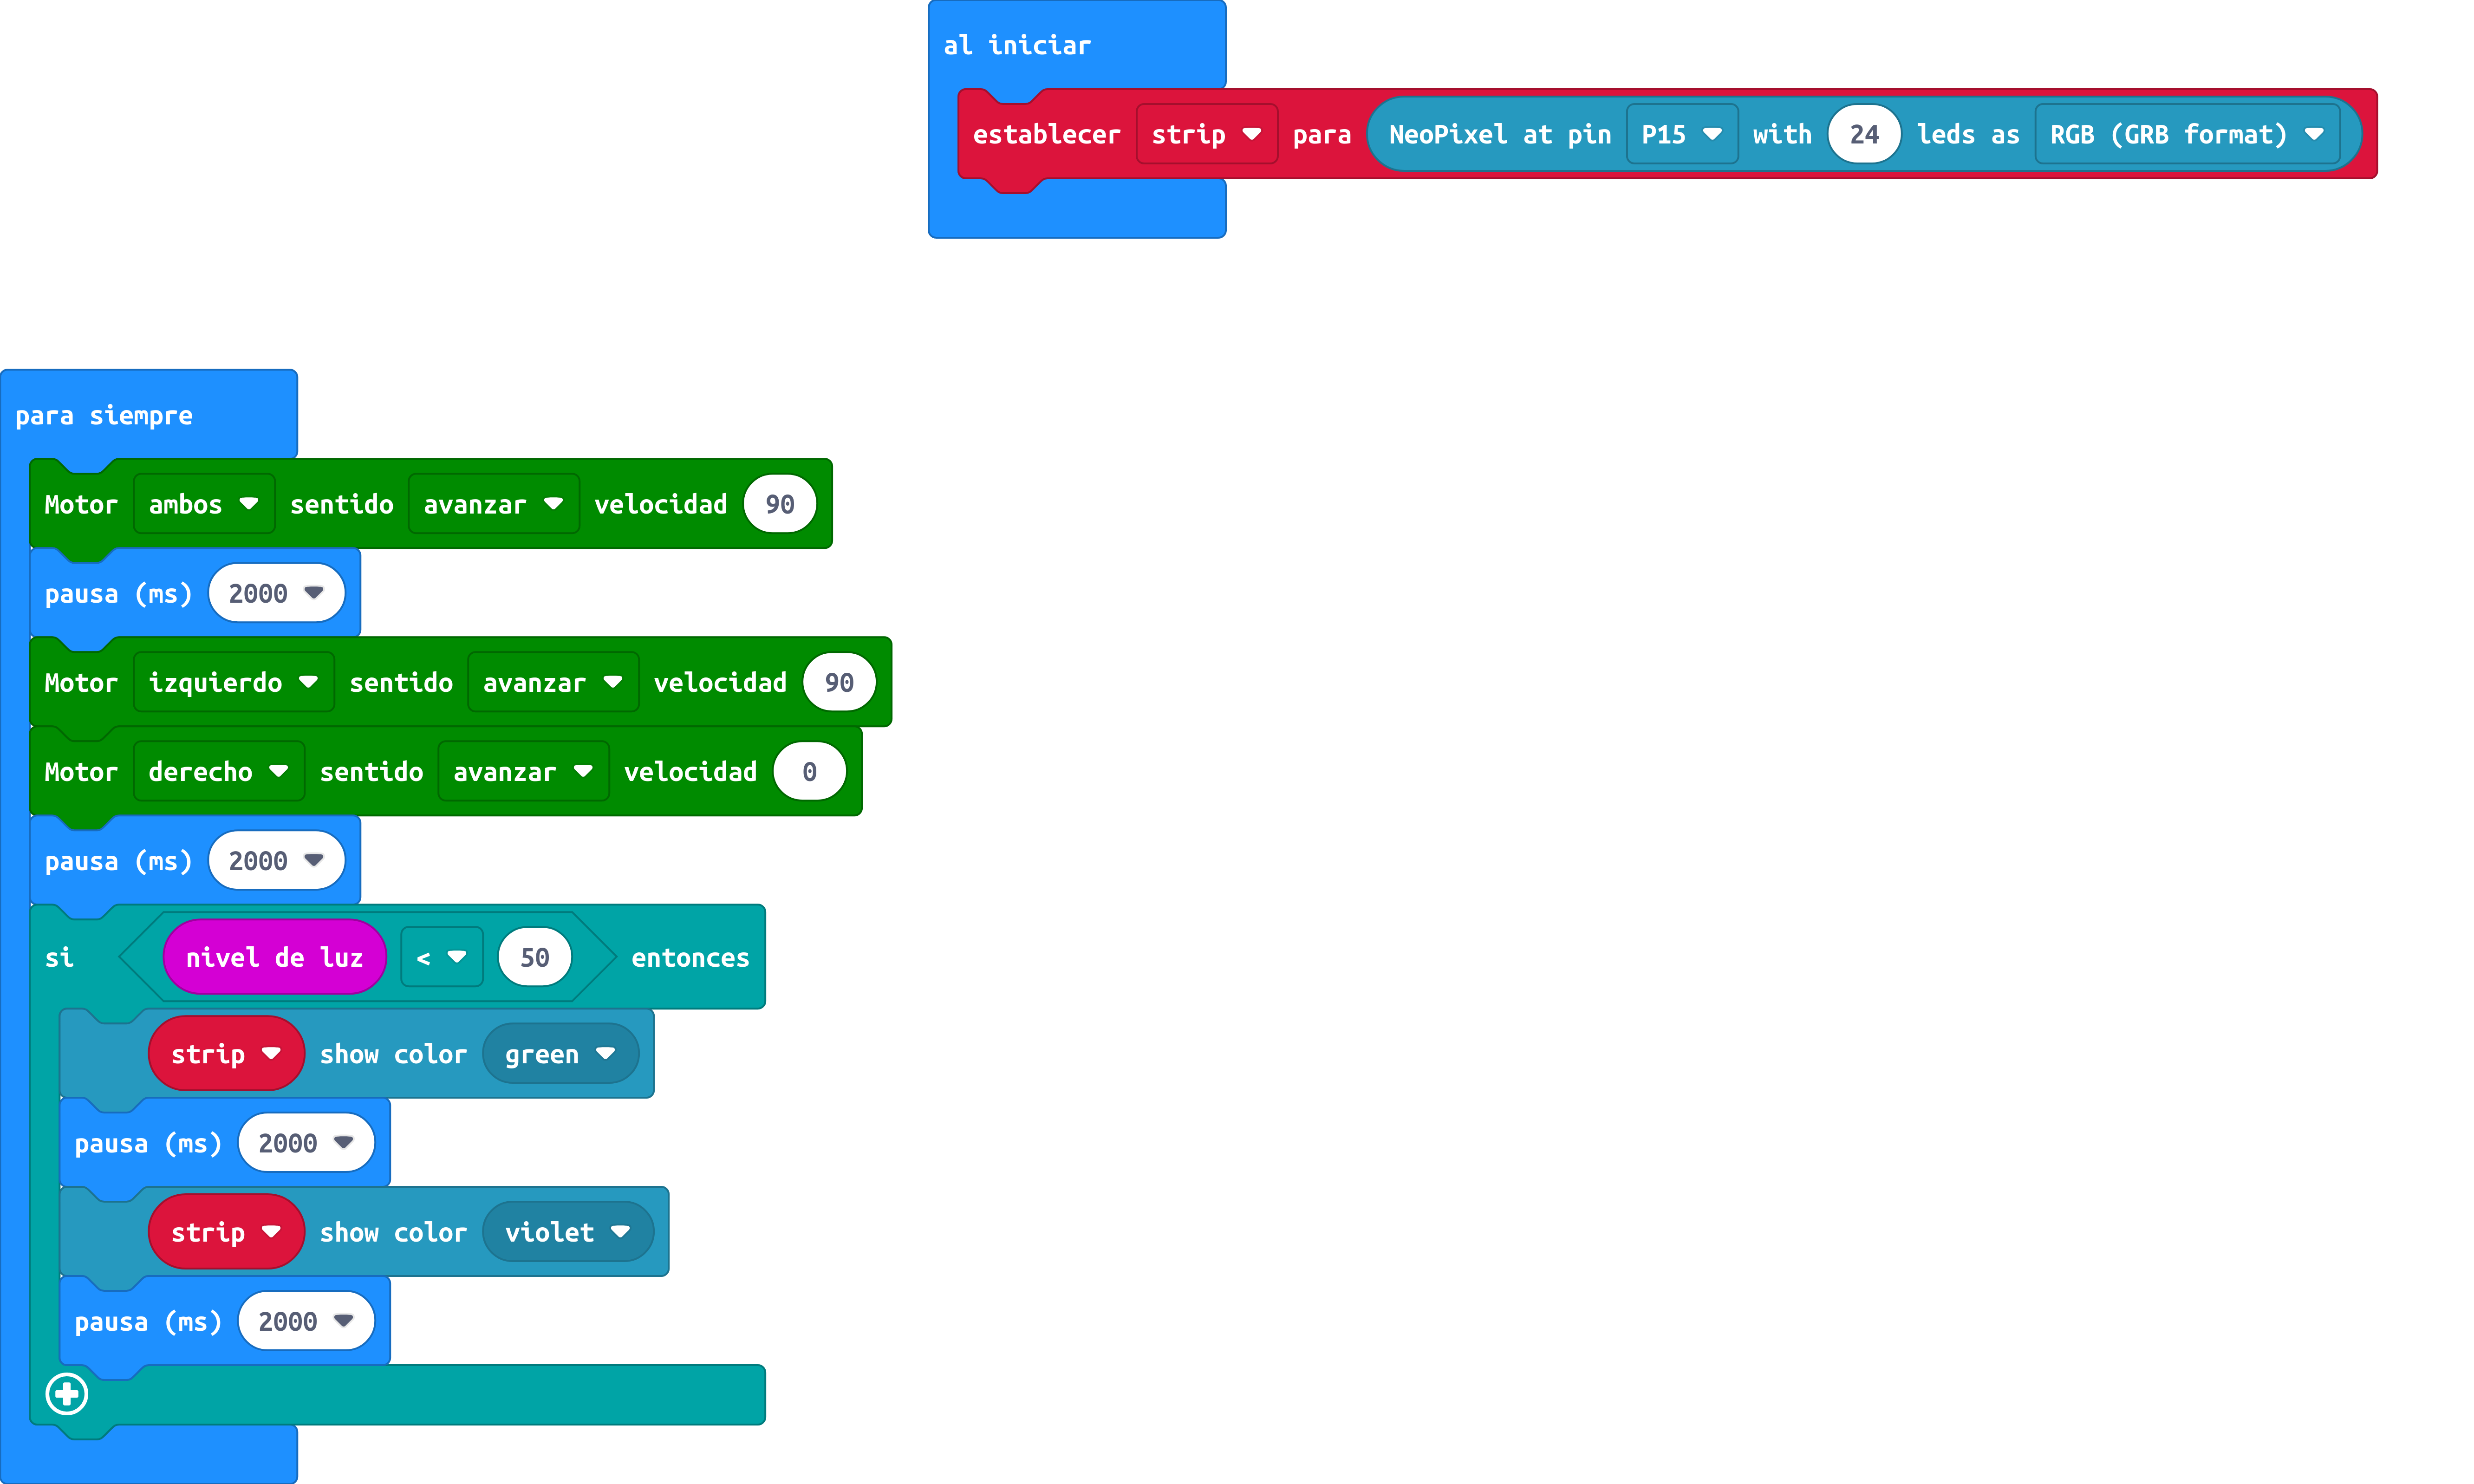 al iniciar
establecer strip para NeoPixel at pin P15 with 24 leds as RGB (GRB format)
para siempre
Motor ambos sentido avanzar velocidad 90
pausa (ms) 2000
Motor izquierdo sentido avanzar velocidad 90
Motor derecho sentido avanzar velocidad 0
pausa (ms) 2000
si nivel de luz < 50 entonces
strip show color green
pausa (ms) 2000
strip show color violet
pausa (ms) 2000